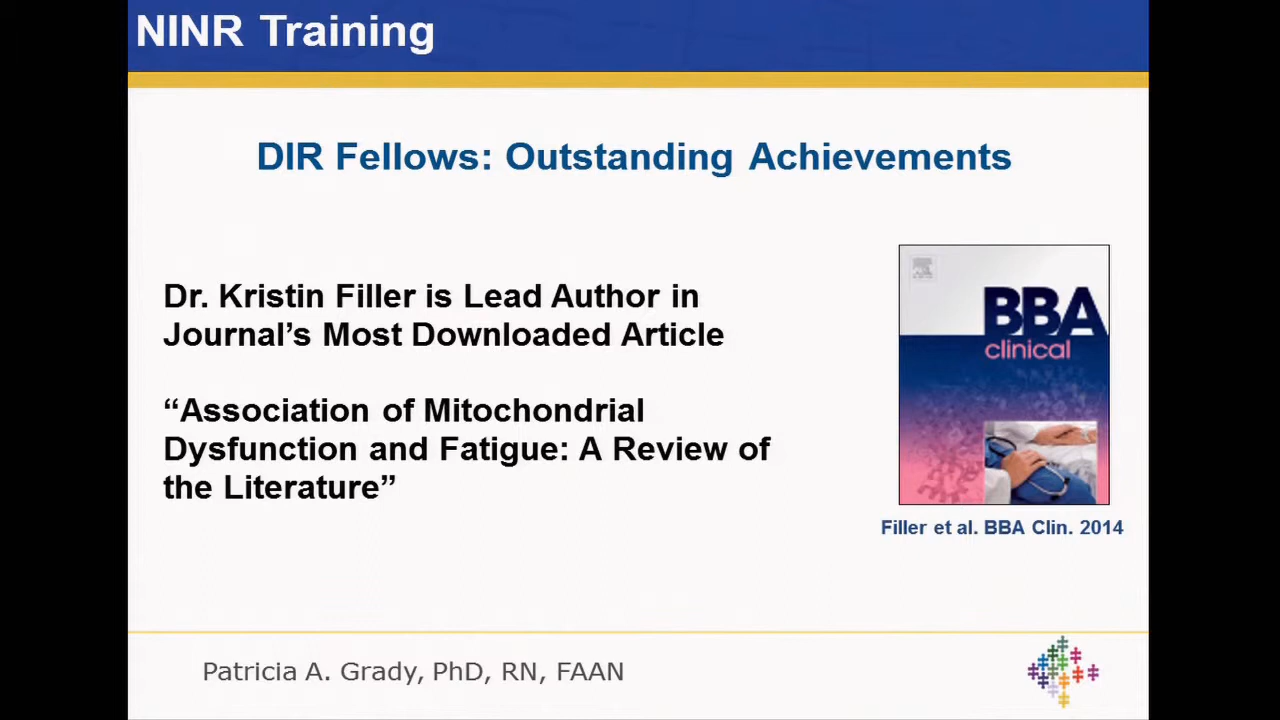 NINR Training
DIR Fellows: Outstanding Achievements
Dr. Kristin Filler is Lead Author in
Journal’s Most Downloaded Article
“Association of Mitochondrial
Dysfunction and Fatigue: A Review of
the Literature”
BBA
clinical
Filler et al. BBA Clin. 2014
Patricia A. Grady, PhD, RN, FAAN